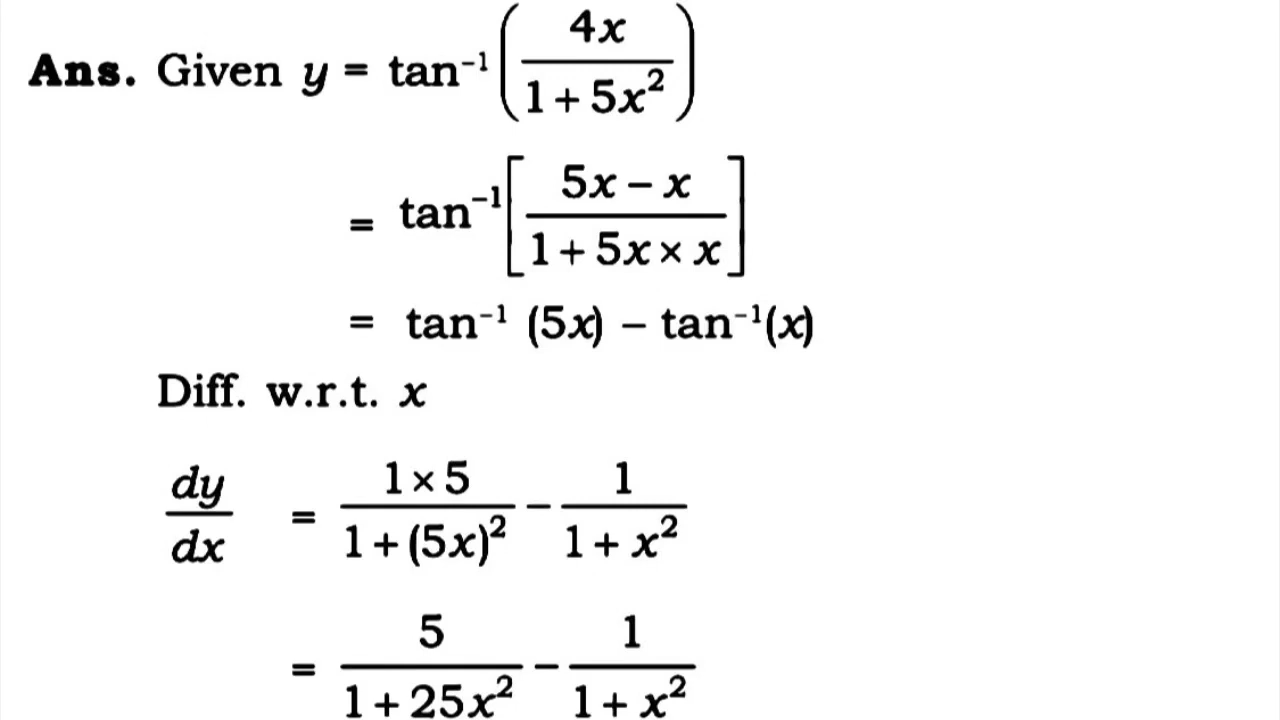 Ans. Given y = tan⁻¹ (4x / 1 + 5x²)
= tan⁻¹ [5x – x / 1 + 5x × x]
= tan⁻¹ (5x) – tan⁻¹(x)
Diff. w.r.t. x
dy/dx = 1 × 5 / 1 + (5x)² – 1 / 1 + x²
= 5 / 1 + 25x² – 1 / 1 + x²